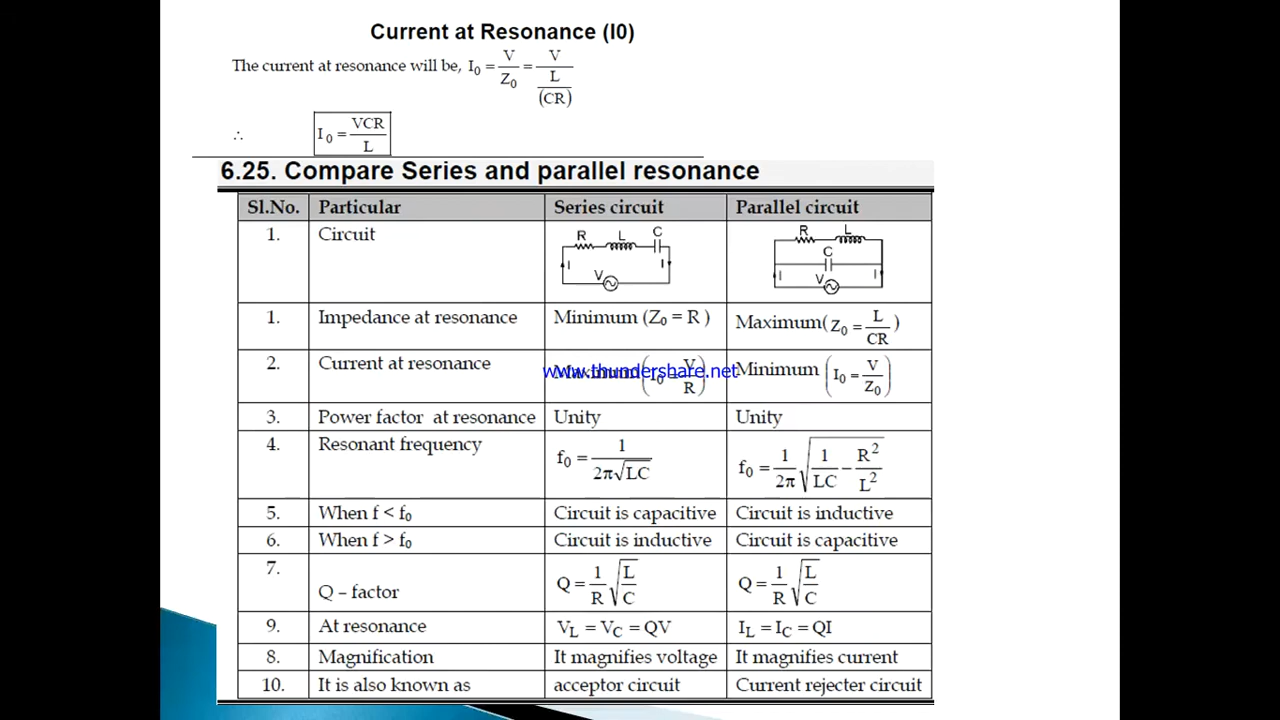 Current at Resonance (I0)
The current at resonance will be, I₀ = V/Z₀ = V/(L/(CR))
∴ I₀ = VCR/L
6.25. Compare Series and parallel resonance
Sl.No. Particular Series circuit Parallel circuit
1. Circuit R L C I I V R L C I I V
1. Impedance at resonance Minimum (Z₀ = R ) Maximum( Z₀ = L/CR )
2. Current at resonance Maximum (I₀ = V/R) Minimum (I₀ = V/Z₀)
www.thundershare.net
3. Power factor at resonance Unity Unity
4. Resonant frequency f₀ = 1/(2π√LC) f₀ = 1/2π √(1/LC − R²/L²)
5. When f < f₀ Circuit is capacitive Circuit is inductive
6. When f > f₀ Circuit is inductive Circuit is capacitive
7. Q – factor Q = 1/R √(L/C) Q = 1/R √(L/C)
9. At resonance V_L = V_C = QV I_L = I_C = QI
8. Magnification It magnifies voltage It magnifies current
10. It is also known as acceptor circuit Current rejecter circuit